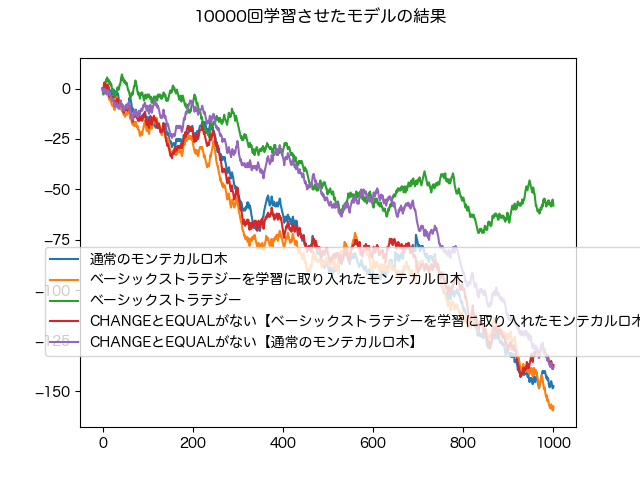 10000回学習させたモデルの結果
0
−25
−50
−75
−100
−125
−150
通常のモンテカルロ木
ベーシックストラテジーを学習に取り入れたモンテカルロ木
ベーシックストラテジー
CHANGEとEQUALがない【ベーシックストラテジーを学習に取り入れたモンテカルロ木
CHANGEとEQUALがない【通常のモンテカルロ木】
0 200 400 600 800 1000